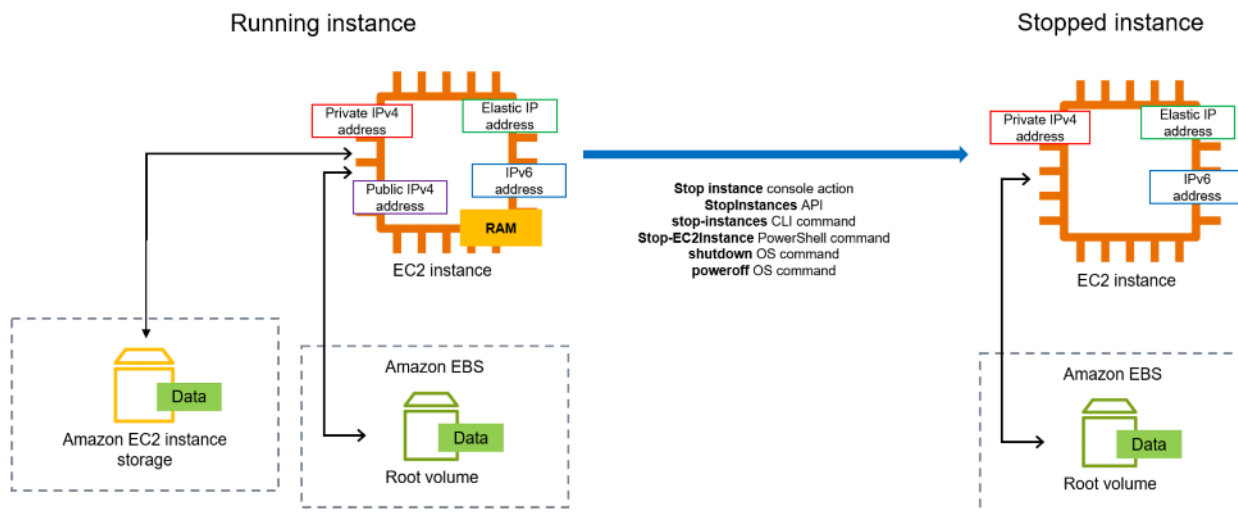 Running instance
Stopped instance
Private IPv4
address
Elastic IP
address
Public IPv4
address
IPv6
address
RAM
EC2 instance
Stop instance console action
StopInstances API
stop-instances CLI command
Stop-EC2Instance PowerShell command
shutdown OS command
poweroff OS command
Private IPv4
address
Elastic IP
address
IPv6
address
EC2 instance
Data
Amazon EC2 instance
storage
Amazon EBS
Data
Root volume
Amazon EBS
Data
Root volume